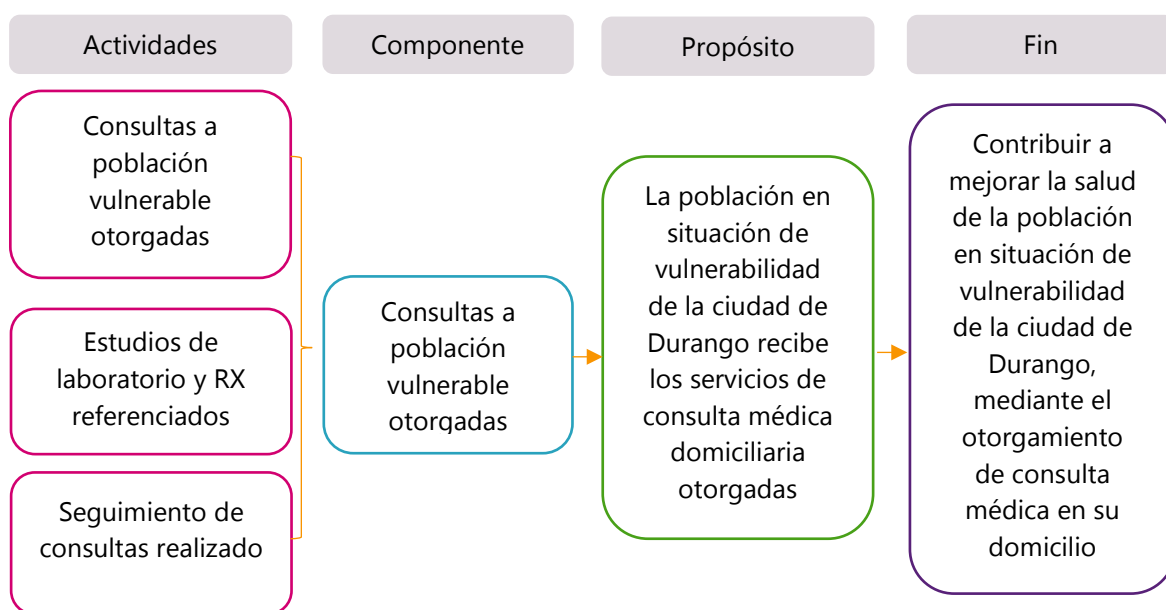 Actividades
Componente
Propósito
Fin
Consultas a
población
vulnerable
otorgadas
Estudios de
laboratorio y RX
referenciados
Seguimiento de
consultas realizado
Consultas a
población
vulnerable
otorgadas
La población en
situación de
vulnerabilidad
de la ciudad de
Durango recibe
los servicios de
consulta médica
domiciliaria
otorgadas
Contribuir a
mejorar la salud
de la población
en situación de
vulnerabilidad
de la ciudad de
Durango,
mediante el
otorgamiento
de consulta
médica en su
domicilio